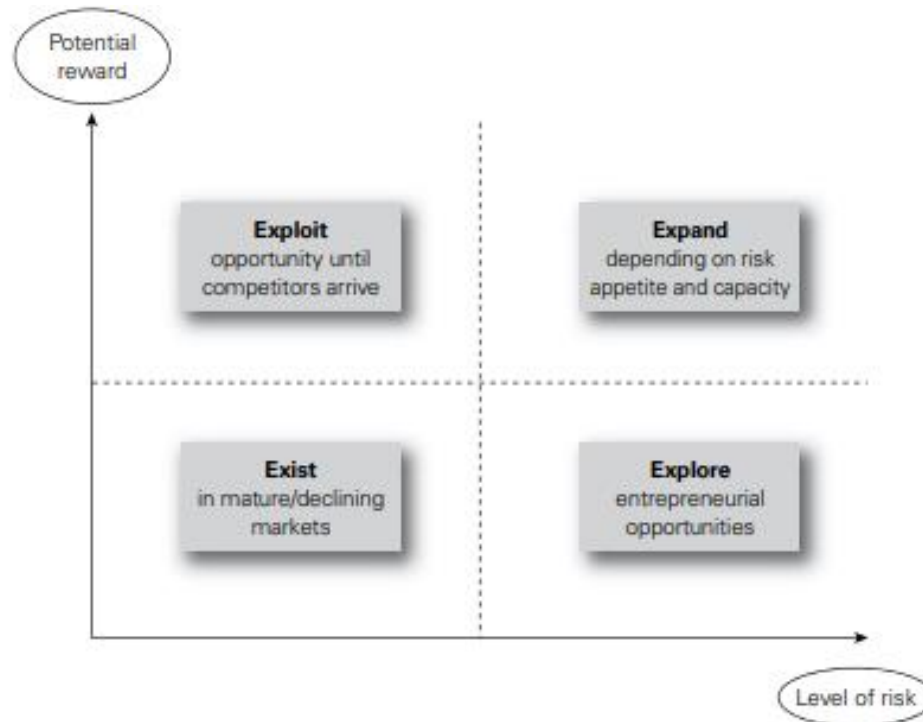 Potential
reward
Exploit
opportunity until
competitors arrive
Expand
depending on risk
appetite and capacity
Exist
in mature/declining
markets
Explore
entrepreneurial
opportunities
Level of risk